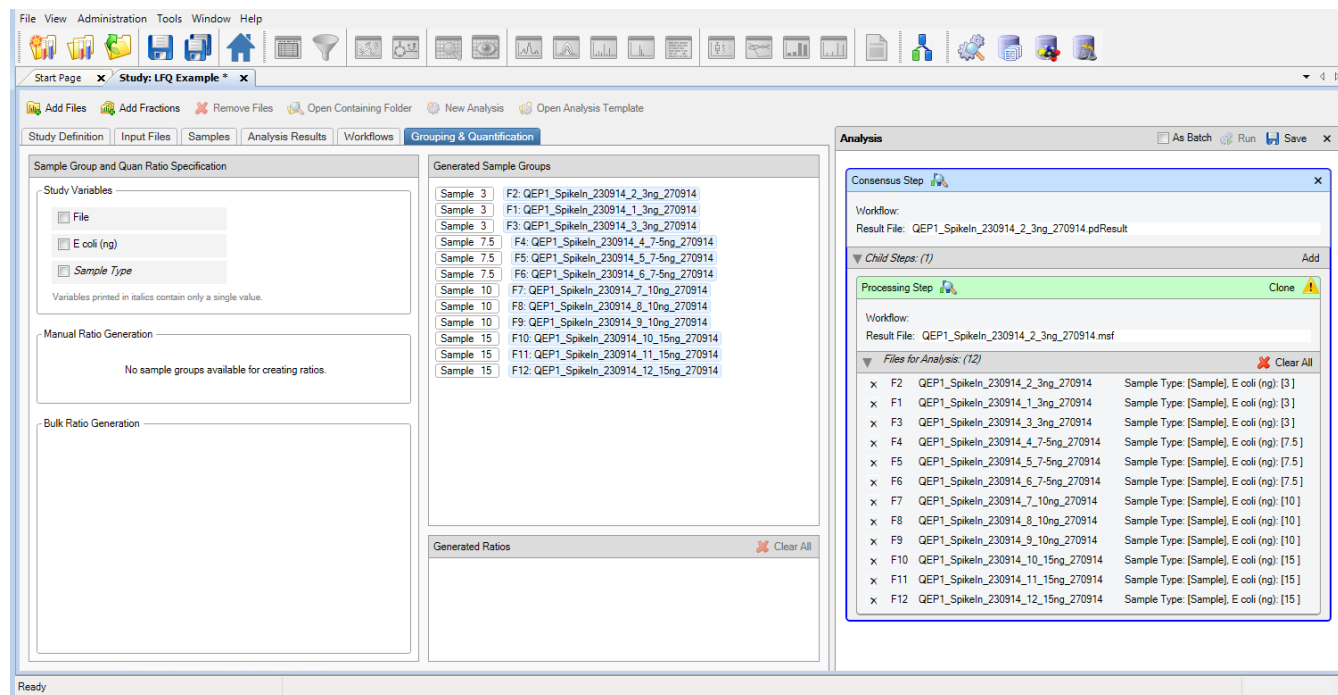 File View Administration Tools Window Help
Start Page x Study: LFQ Example * x
Add Files Add Fractions Remove Files Open Containing Folder New Analysis Open Analysis Template
Study Definition Input Files Samples Analysis Results Workflows Grouping & Quantification
Sample Group and Quan Ratio Specification
Study Variables
File
E coli (ng)
Sample Type
Variables printed in italics contain only a single value.
Manual Ratio Generation
No sample groups available for creating ratios.
Bulk Ratio Generation
Generated Sample Groups
Sample 3 F2: QEP1_SpikeIn_230914_2_3ng_270914
Sample 3 F1: QEP1_SpikeIn_230914_1_3ng_270914
Sample 3 F3: QEP1_SpikeIn_230914_3_3ng_270914
Sample 7.5 F4: QEP1_SpikeIn_230914_4_7-5ng_270914
Sample 7.5 F5: QEP1_SpikeIn_230914_5_7-5ng_270914
Sample 7.5 F6: QEP1_SpikeIn_230914_6_7-5ng_270914
Sample 10 F7: QEP1_SpikeIn_230914_7_10ng_270914
Sample 10 F8: QEP1_SpikeIn_230914_8_10ng_270914
Sample 10 F9: QEP1_SpikeIn_230914_9_10ng_270914
Sample 15 F10: QEP1_SpikeIn_230914_10_15ng_270914
Sample 15 F11: QEP1_SpikeIn_230914_11_15ng_270914
Sample 15 F12: QEP1_SpikeIn_230914_12_15ng_270914
Generated Ratios Clear All
Analysis As Batch Run Save x
Consensus Step x
Workflow:
Result File: QEP1_SpikeIn_230914_2_3ng_270914.pdResult
Child Steps: (1) Add
Processing Step Clone
Workflow:
Result File: QEP1_SpikeIn_230914_2_3ng_270914.msf
Files for Analysis: (12) Clear All
x F2 QEP1_SpikeIn_230914_2_3ng_270914 Sample Type: [Sample], E coli (ng): [3 ]
x F1 QEP1_SpikeIn_230914_1_3ng_270914 Sample Type: [Sample], E coli (ng): [3 ]
x F3 QEP1_SpikeIn_230914_3_3ng_270914 Sample Type: [Sample], E coli (ng): [3 ]
x F4 QEP1_SpikeIn_230914_4_7-5ng_270914 Sample Type: [Sample], E coli (ng): [7.5 ]
x F5 QEP1_SpikeIn_230914_5_7-5ng_270914 Sample Type: [Sample], E coli (ng): [7.5 ]
x F6 QEP1_SpikeIn_230914_6_7-5ng_270914 Sample Type: [Sample], E coli (ng): [7.5 ]
x F7 QEP1_SpikeIn_230914_7_10ng_270914 Sample Type: [Sample], E coli (ng): [10 ]
x F8 QEP1_SpikeIn_230914_8_10ng_270914 Sample Type: [Sample], E coli (ng): [10 ]
x F9 QEP1_SpikeIn_230914_9_10ng_270914 Sample Type: [Sample], E coli (ng): [10 ]
x F10 QEP1_SpikeIn_230914_10_15ng_270914 Sample Type: [Sample], E coli (ng): [15 ]
x F11 QEP1_SpikeIn_230914_11_15ng_270914 Sample Type: [Sample], E coli (ng): [15 ]
x F12 QEP1_SpikeIn_230914_12_15ng_270914 Sample Type: [Sample], E coli (ng): [15 ]
Ready